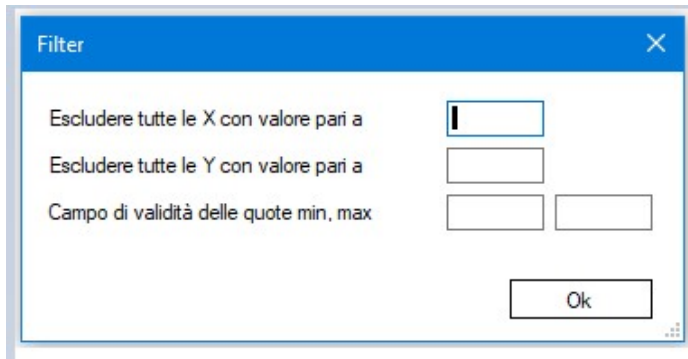 Filter
Escludere tutte le X con valore pari a
Escludere tutte le Y con valore pari a
Campo di validità delle quote min, max
Ok